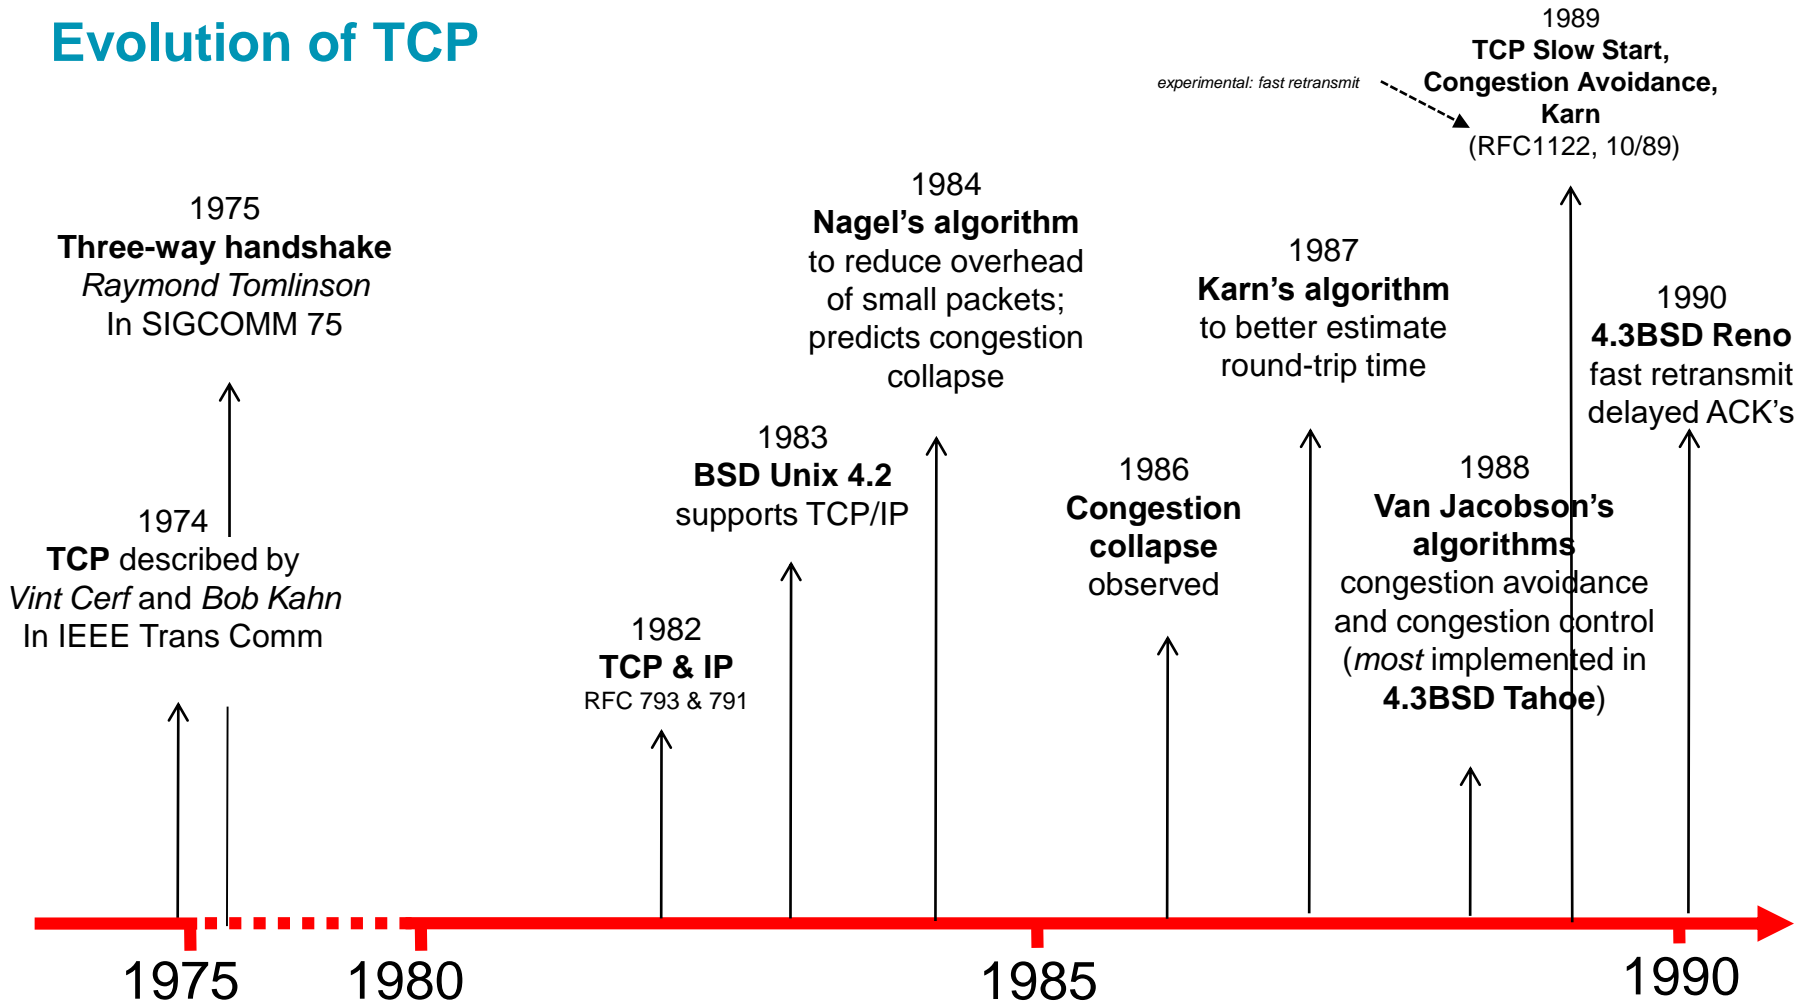 Evolution of TCP
1975
Three-way handshake
Raymond Tomlinson
In SIGCOMM 75
1974
TCP described by
Vint Cerf and Bob Kahn
In IEEE Trans Comm
1982
TCP & IP
RFC 793 & 791
1983
BSD Unix 4.2
supports TCP/IP
1984
Nagel’s algorithm
to reduce overhead
of small packets;
predicts congestion
collapse
1986
Congestion
collapse
observed
1987
Karn’s algorithm
to better estimate
round-trip time
1988
Van Jacobson’s
algorithms
congestion avoidance
and congestion control
(most implemented in
4.3BSD Tahoe)
experimental: fast retransmit
1989
TCP Slow Start,
Congestion Avoidance,
Karn
(RFC1122, 10/89)
1990
4.3BSD Reno
fast retransmit
delayed ACK’s
1975
1980
1985
1990